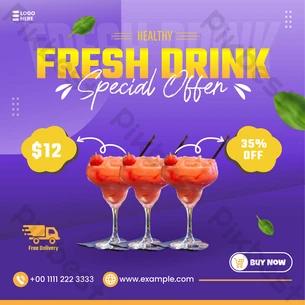 LOGO
HERE
HEALTHY
FRESH DRINK
Special Offer
$12
35%
OFF
Free Delivery
BUY NOW
+00 1111 222 3333
www.example.com